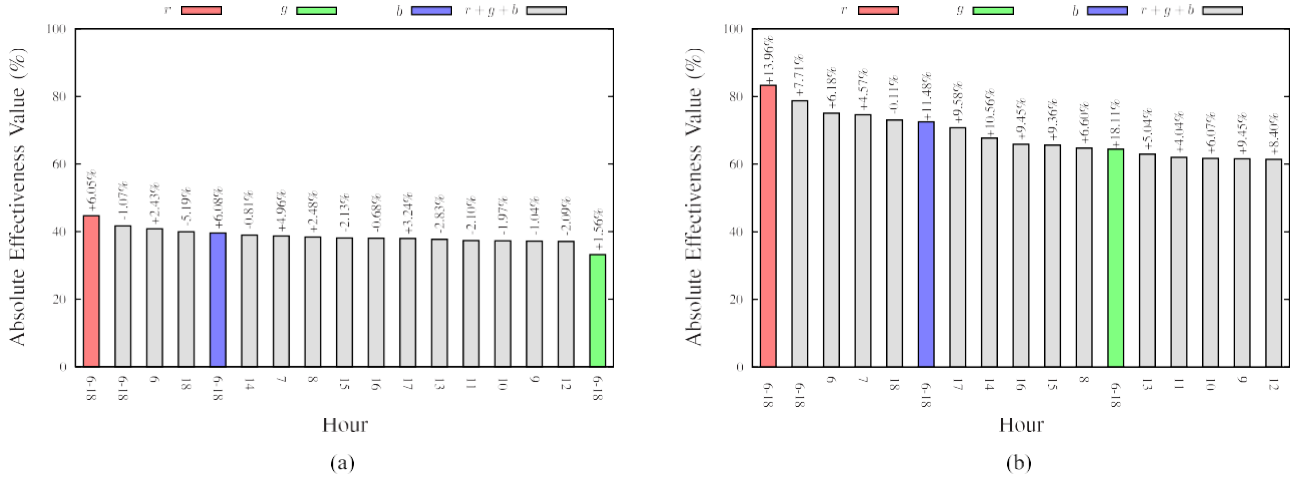 r g b r + g + b
Absolute Effectiveness Value (%)
100
80
60
40
20
0
+6.05% -1.07% +2.43% -5.19% +6.08% -0.81% +4.96% +2.48% -2.13% -0.68% +3.24% -2.83% -2.10% -1.97% -1.04% -2.09% +1.56%
6-18 6-18 6 18 6-18 14 7 8 15 16 17 13 11 10 9 12 6-18
Hour
(a)
r g b r + g + b
Absolute Effectiveness Value (%)
100
80
60
40
20
0
+13.96% +7.71% +6.18% +4.57% -0.11% +11.48% +9.58% +10.56% +9.45% +9.36% +6.60% +18.11% +5.04% +4.04% +6.07% +9.45% +8.40%
6-18 6-18 6 7 18 6-18 17 14 16 15 8 6-18 13 11 10 9 12
Hour
(b)